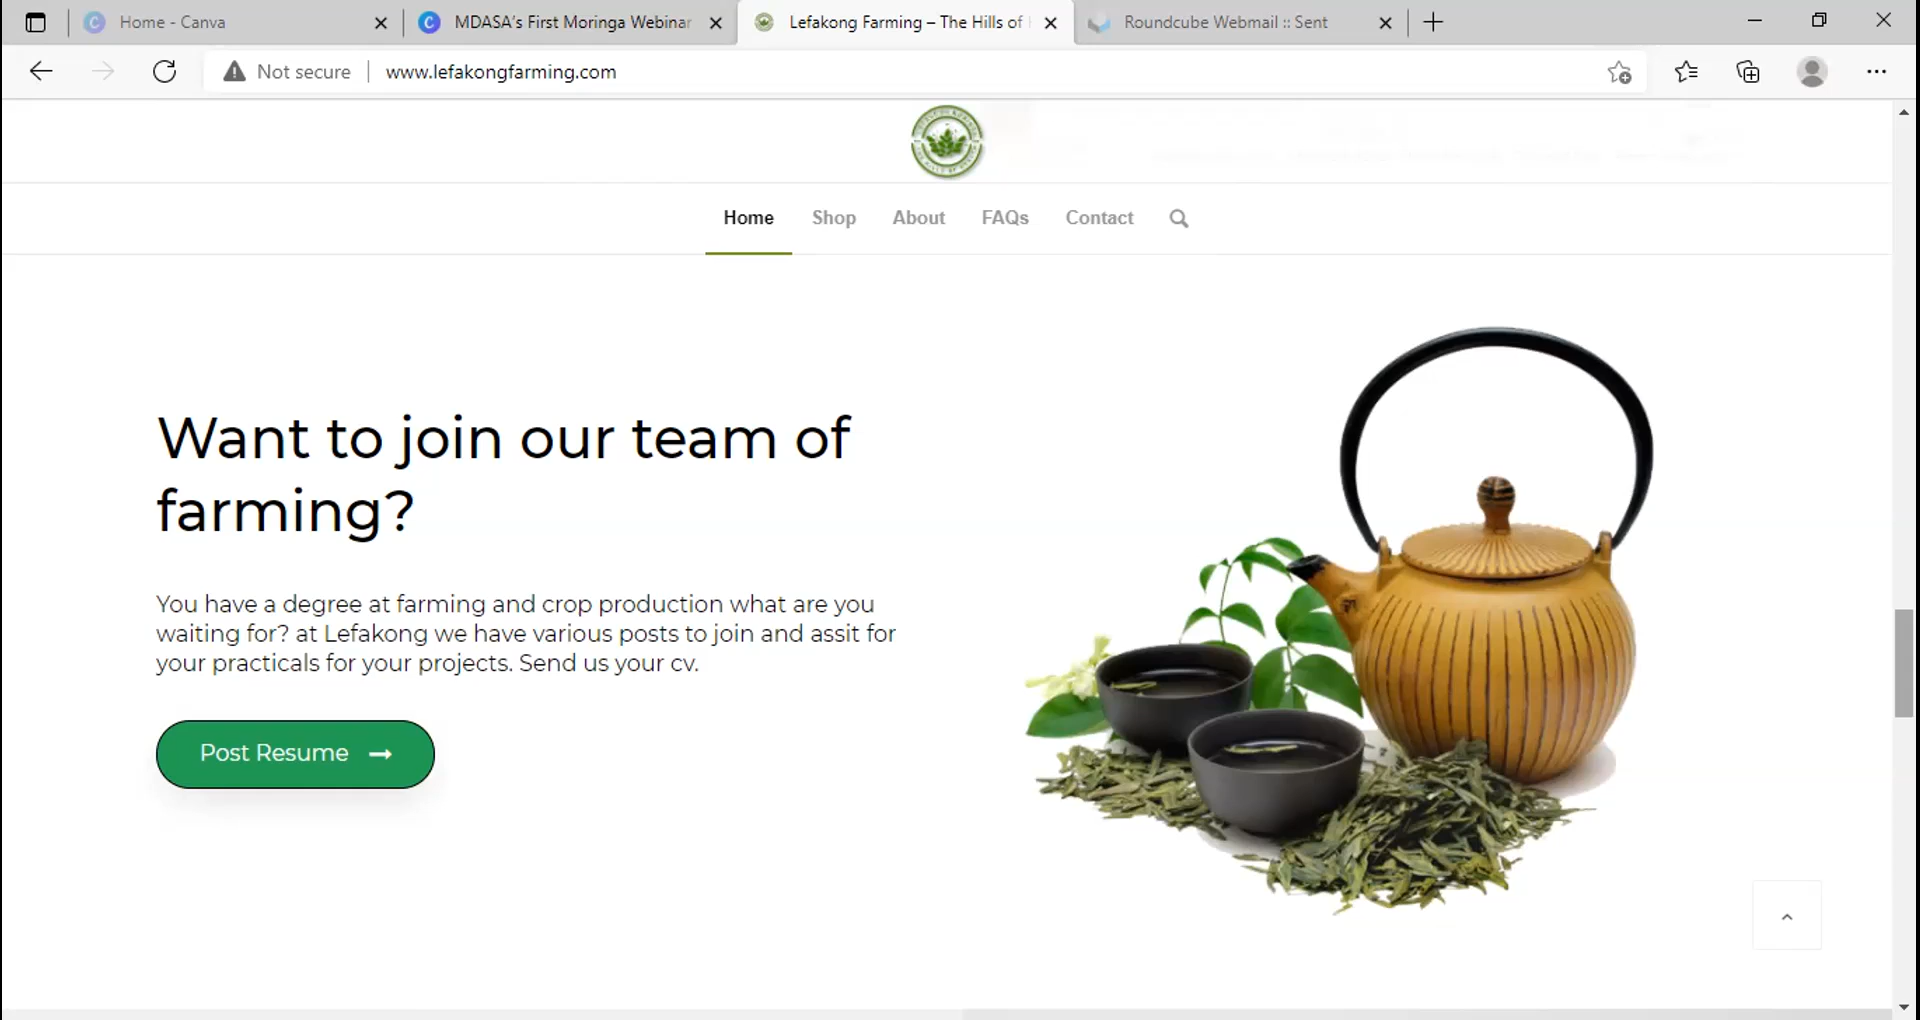 Home - Canva
MDASA's First Moringa Webinar
Lefakong Farming – The Hills of
Roundcube Webmail :: Sent
Not secure
www.lefakongfarming.com
Home Shop About FAQs Contact
Want to join our team of
farming?
You have a degree at farming and crop production what are you
waiting for? at Lefakong we have various posts to join and assit for
your practicals for your projects. Send us your cv.
Post Resume →